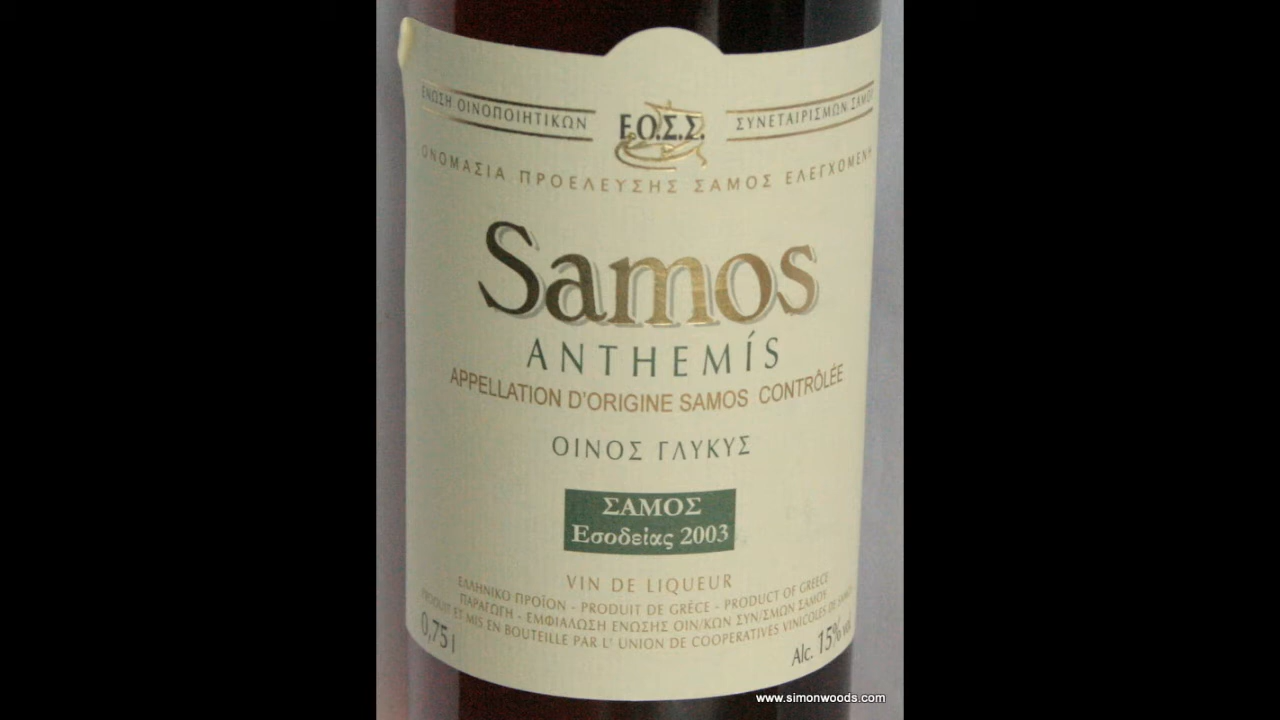 ΕΝΩΣΗ ΟΙΝΟΠΟΙΗΤΙΚΩΝ Ε.Ο.Σ.Σ. ΣΥΝΕΤΑΙΡΙΣΜΩΝ ΣΑΜΟΥ
ΟΝΟΜΑΣΙΑ ΠΡΟΕΛΕΥΣΗΣ ΣΑΜΟΣ ΕΛΕΓΧΟΜΕΝΗ
Samos
ANTHEMÍS
APPELLATION D'ORIGINE SAMOS CONTRÔLÉE
ΟΙΝΟΣ ΓΛΥΚΥΣ
ΣΑΜΟΣ
Εσοδείας 2003
VIN DE LIQUEUR
ΕΛΛΗΝΙΚΟ ΠΡΟΪΟΝ - PRODUIT DE GRÈCE - PRODUCT OF GREECE
ΠΑΡΑΓΩΓΗ - ΕΜΦΙΑΛΩΣΗ ΕΝΩΣΗΣ ΟΙΝ/ΚΩΝ ΣΥΝ/ΣΜΩΝ ΣΑΜΟΥ
PRODUIT ET MIS EN BOUTEILLE PAR L' UNION DE COOPERATIVES VINICOLES DE SAMOS
0,75 l
Alc. 15% vol
www.simonwoods.com